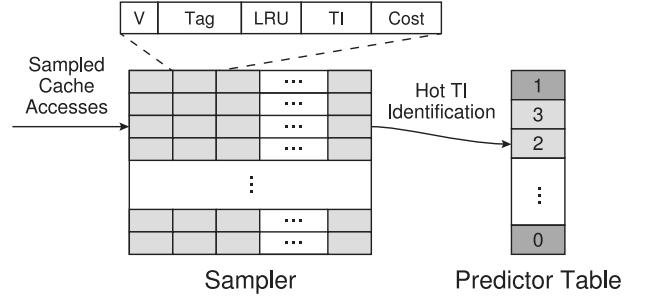 V Tag LRU TI Cost
Sampled
Cache
Accesses
Hot TI
Identification
1
3
2
0
Sampler
Predictor Table